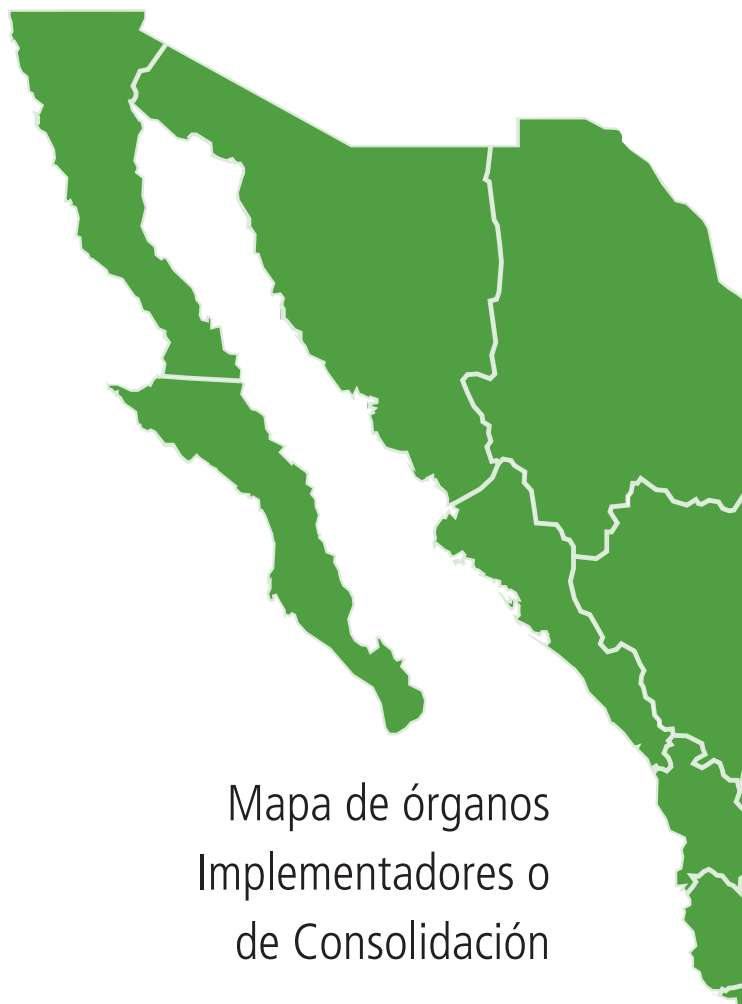 Mapa de órganos
Implementadores o
de Consolidación